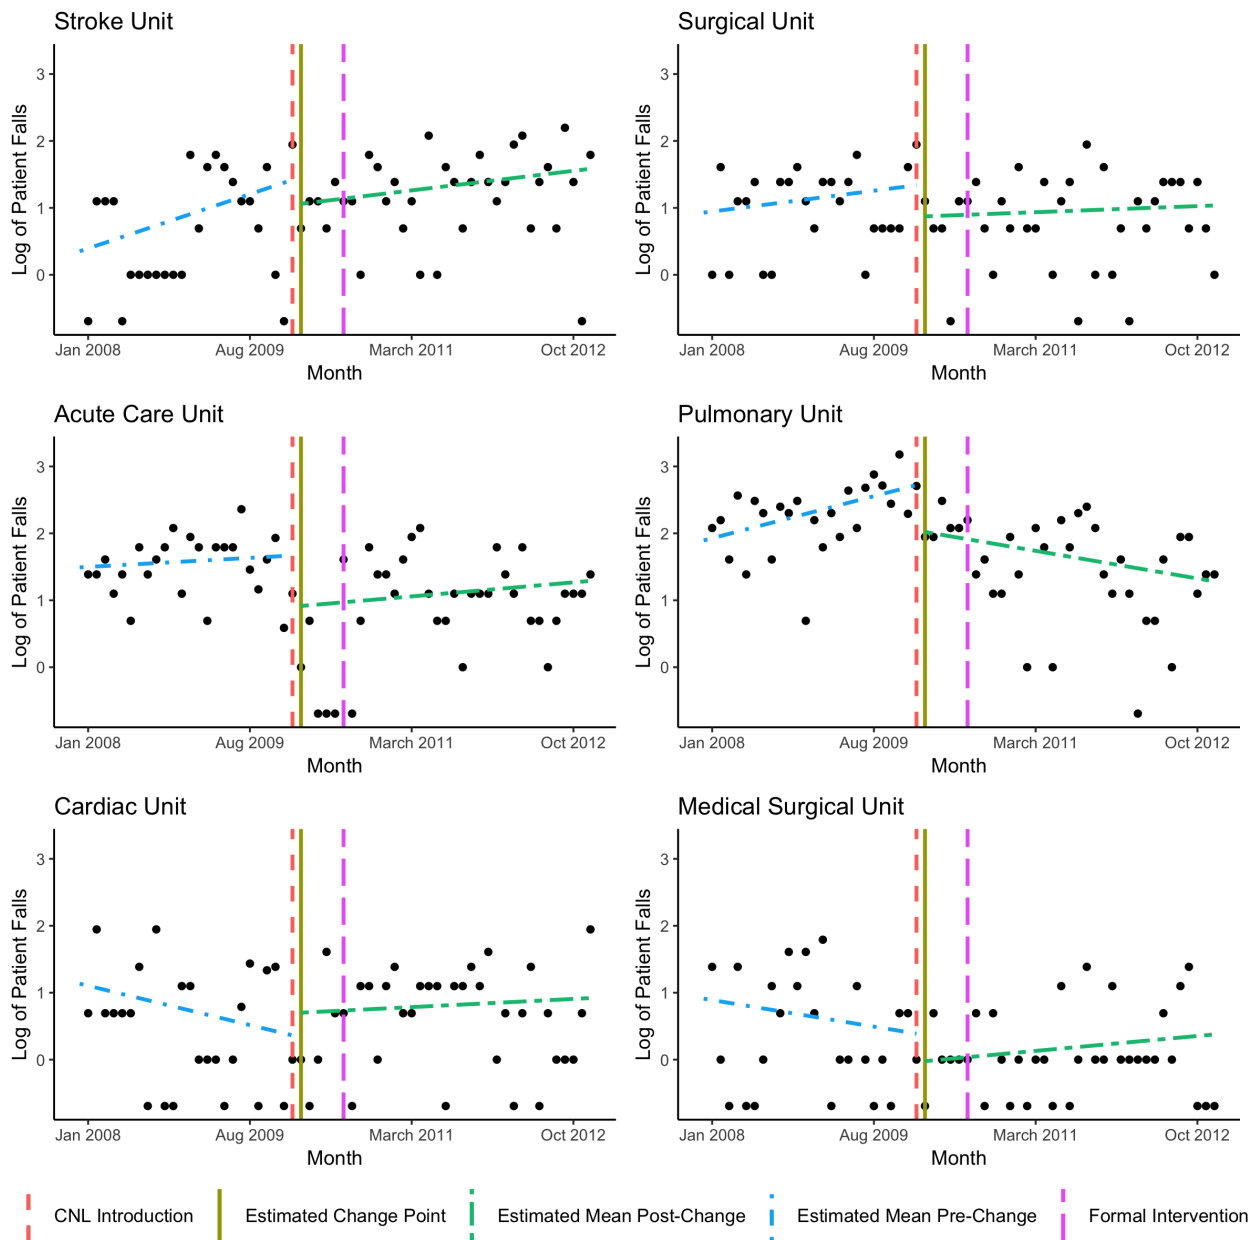 Stroke Unit
Log of Patient Falls
3
2
1
0
Jan 2008 Aug 2009 March 2011 Oct 2012
Month
Surgical Unit
Log of Patient Falls
3
2
1
0
Jan 2008 Aug 2009 March 2011 Oct 2012
Month
Acute Care Unit
Log of Patient Falls
3
2
1
0
Jan 2008 Aug 2009 March 2011 Oct 2012
Month
Pulmonary Unit
Log of Patient Falls
3
2
1
0
Jan 2008 Aug 2009 March 2011 Oct 2012
Month
Cardiac Unit
Log of Patient Falls
3
2
1
0
Jan 2008 Aug 2009 March 2011 Oct 2012
Month
Medical Surgical Unit
Log of Patient Falls
3
2
1
0
Jan 2008 Aug 2009 March 2011 Oct 2012
Month
CNL Introduction Estimated Change Point Estimated Mean Post-Change Estimated Mean Pre-Change Formal Intervention